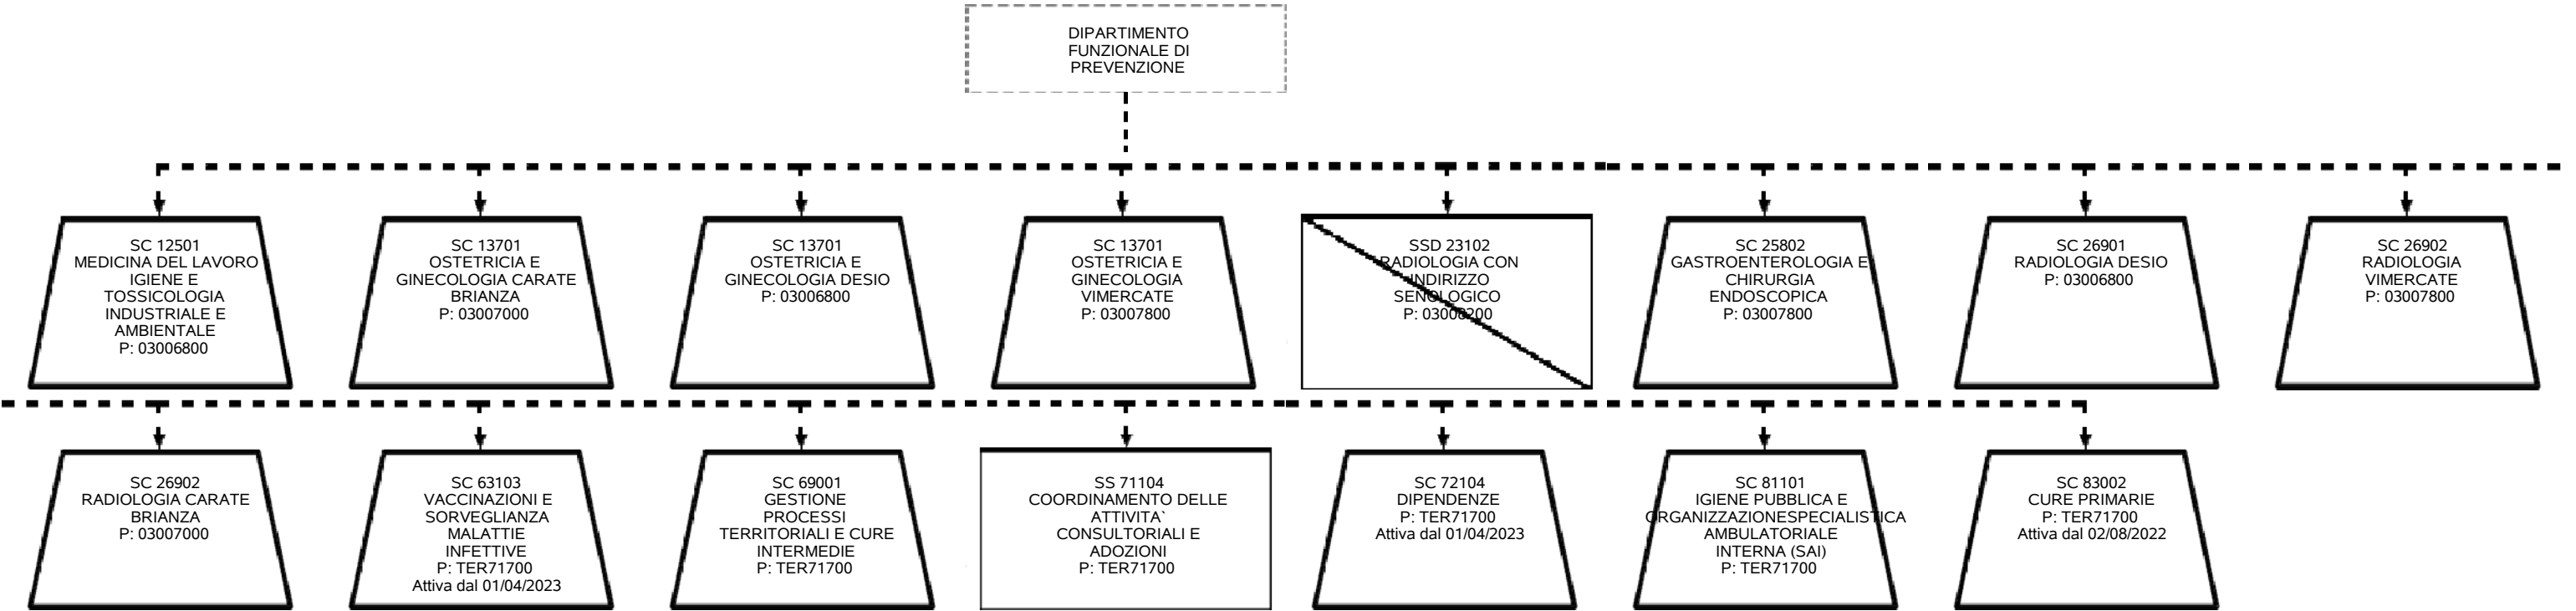 DIPARTIMENTO
FUNZIONALE DI
PREVENZIONE
SC 12501
MEDICINA DEL LAVORO
IGIENE E
TOSSICOLOGIA
INDUSTRIALE E
AMBIENTALE
P: 03006800
SC 13701
OSTETRICIA E
GINECOLOGIA CARATE
BRIANZA
P: 03007000
SC 13701
OSTETRICIA E
GINECOLOGIA DESIO
P: 03006800
SC 13701
OSTETRICIA E
GINECOLOGIA
VIMERCATE
P: 03007800
SSD 23102
RADIOLOGIA CON
INDIRIZZO
SENOLOGICO
P: 03006200
SC 25802
GASTROENTEROLOGIA E
CHIRURGIA
ENDOSCOPICA
P: 03007800
SC 26901
RADIOLOGIA DESIO
P: 03006800
SC 26902
RADIOLOGIA
VIMERCATE
P: 03007800
SC 26902
RADIOLOGIA CARATE
BRIANZA
P: 03007000
SC 63103
VACCINAZIONI E
SORVEGLIANZA
MALATTIE
INFETTIVE
P: TER71700
Attiva dal 01/04/2023
SC 69001
GESTIONE
PROCESSI
TERRITORIALI E CURE
INTERMEDIE
P: TER71700
SS 71104
COORDINAMENTO DELLE
ATTIVITA`
CONSULTORIALI E
ADOZIONI
P: TER71700
SC 72104
DIPENDENZE
P: TER71700
Attiva dal 01/04/2023
SC 81101
IGIENE PUBBLICA E
ORGANIZZAZIONESPECIALISTICA
AMBULATORIALE
INTERNA (SAI)
P: TER71700
SC 83002
CURE PRIMARIE
P: TER71700
Attiva dal 02/08/2022